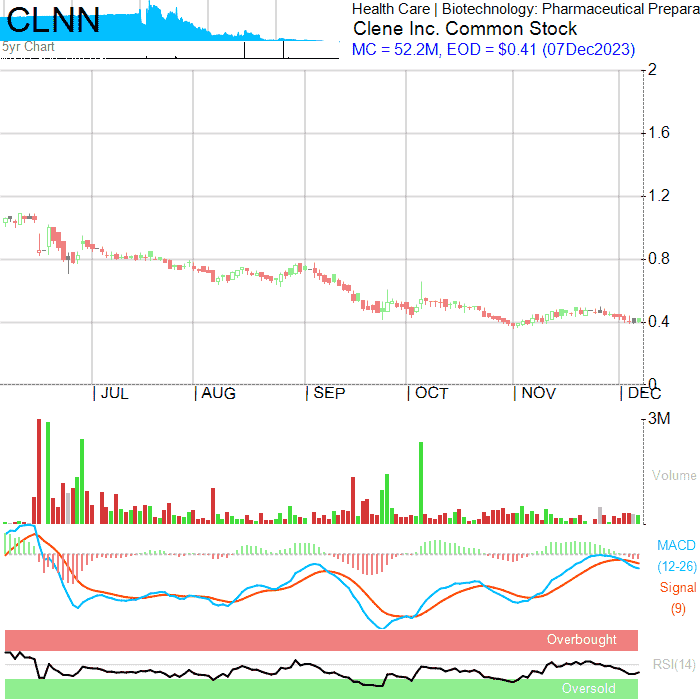 CLNN
5yr Chart
Health Care | Biotechnology: Pharmaceutical Prepara
Clene Inc. Common Stock
MC = 52.2M, EOD = $0.41 (07Dec2023)
2
1.6
1.2
0.8
0.4
0
| JUL | AUG | SEP | OCT | NOV | DEC
3M
Volume
MACD
(12-26)
Signal
(9)
Overbought
RSI(14)
Oversold